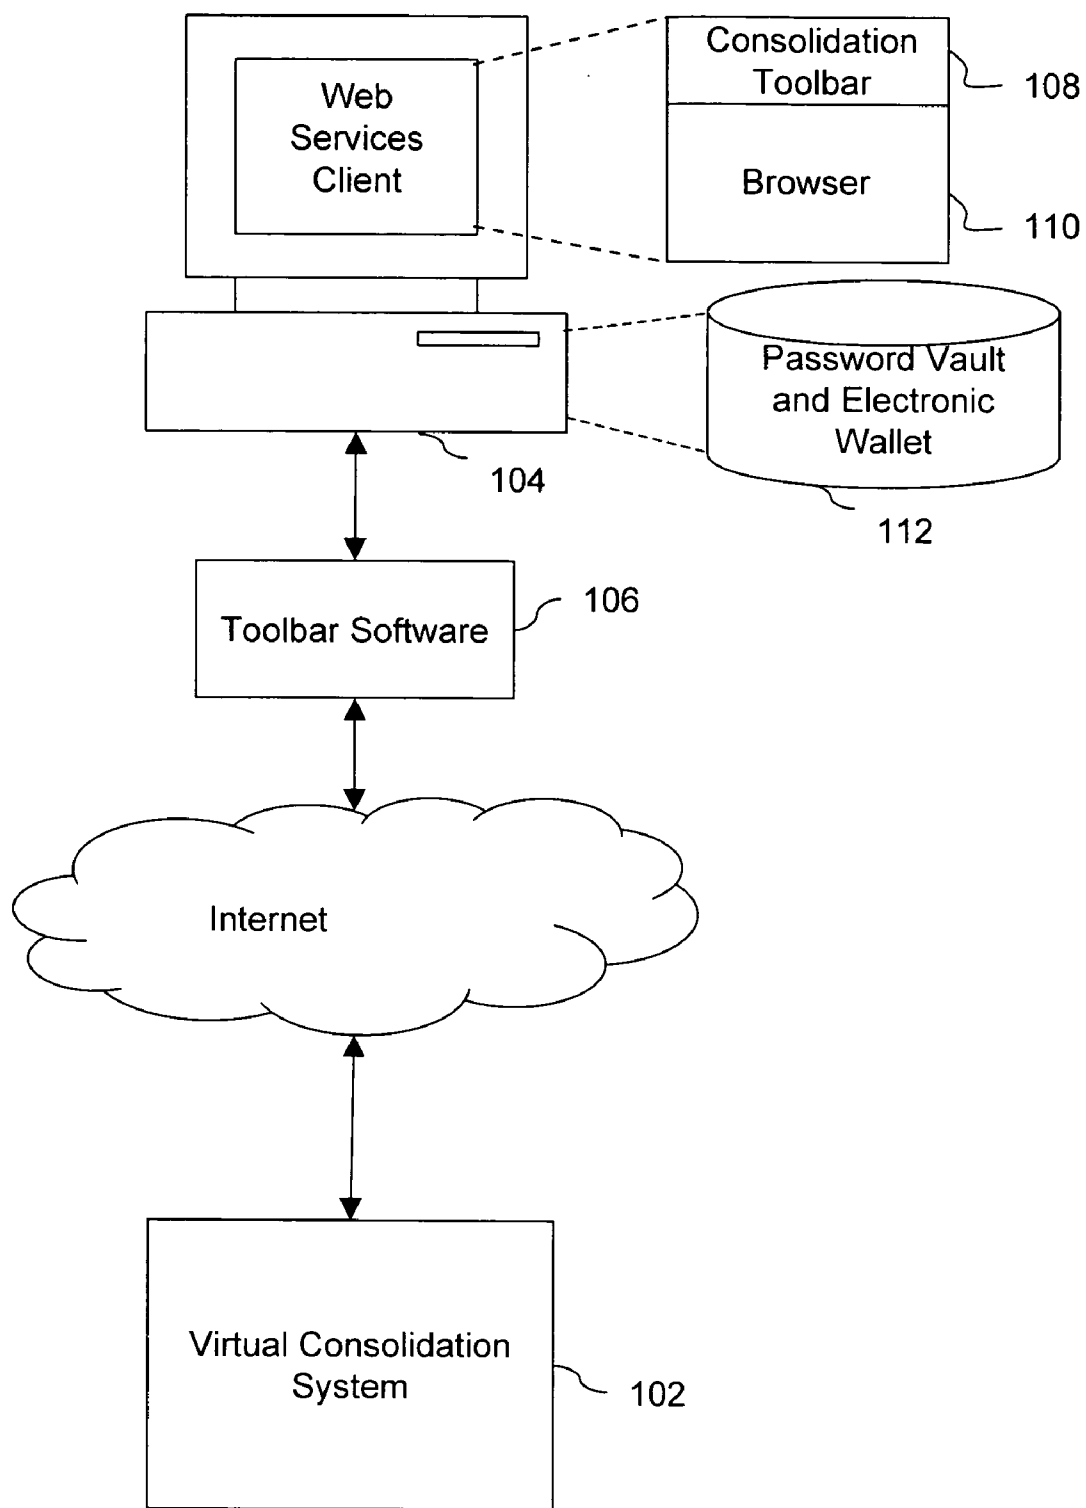 Web
Services
Client
Consolidation
Toolbar
108
Browser
110
Password Vault
and Electronic
Wallet
104
112
106
Toolbar Software
Internet
Virtual Consolidation
System
102